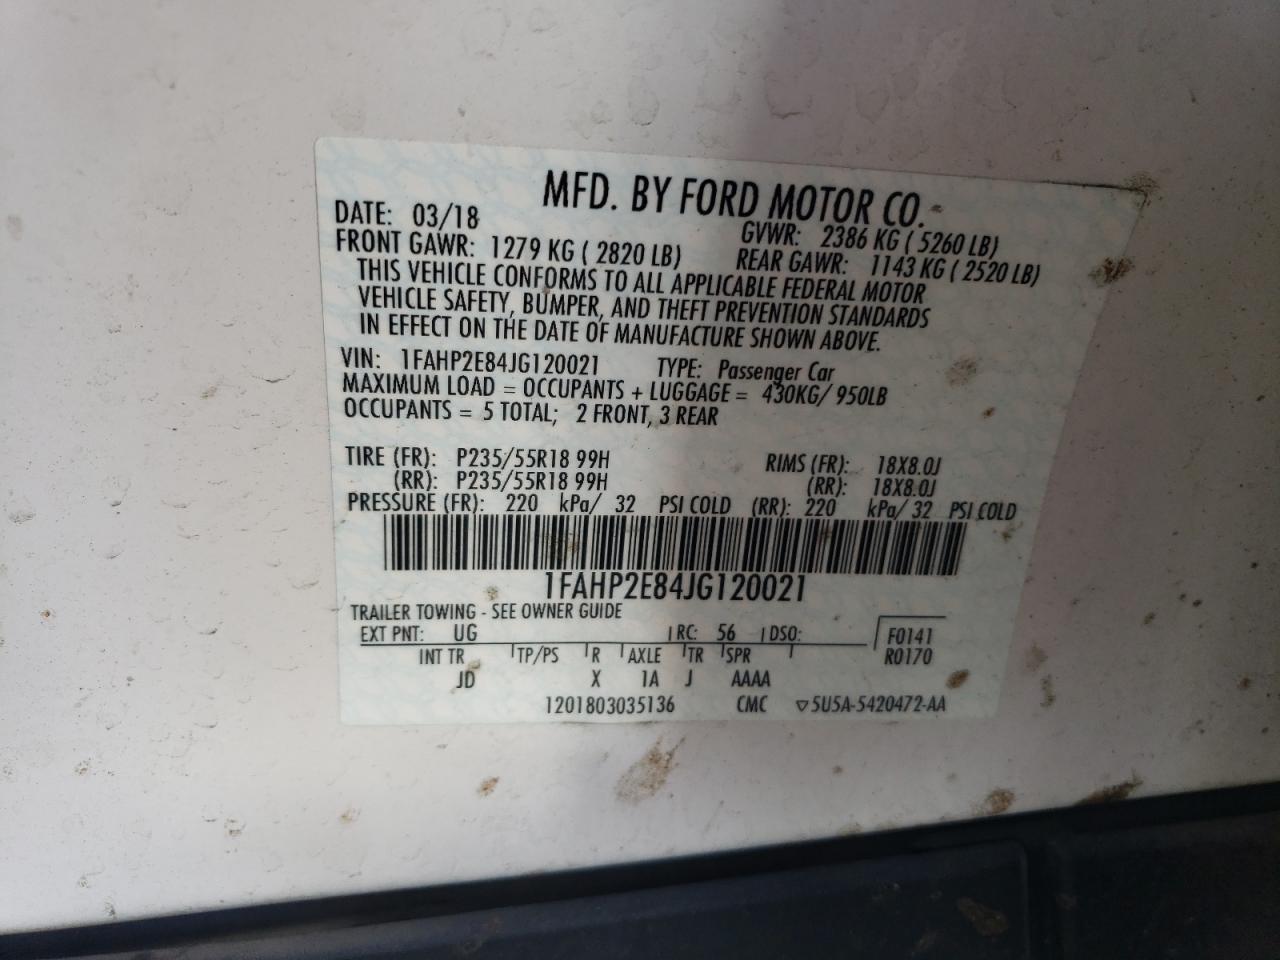 MFD. BY FORD MOTOR CO.
DATE: 03/18 GVWR: 2386 KG ( 5260 LB)
FRONT GAWR: 1279 KG ( 2820 LB) REAR GAWR: 1143 KG ( 2520 LB)
THIS VEHICLE CONFORMS TO ALL APPLICABLE FEDERAL MOTOR
VEHICLE SAFETY, BUMPER, AND THEFT PREVENTION STANDARDS
IN EFFECT ON THE DATE OF MANUFACTURE SHOWN ABOVE.
VIN: 1FAHP2E84JG120021 TYPE: Passenger Car
MAXIMUM LOAD = OCCUPANTS + LUGGAGE = 430KG/ 950LB
OCCUPANTS = 5 TOTAL; 2 FRONT, 3 REAR
TIRE (FR): P235/55R18 99H RIMS (FR): 18X8.0J
(RR): P235/55R18 99H (RR): 18X8.0J
PRESSURE (FR): 220 kPa/ 32 PSI COLD (RR): 220 kPa/ 32 PSI COLD
1FAHP2E84JG120021
TRAILER TOWING - SEE OWNER GUIDE
EXT PNT: UG RC: 56 DSO: F0141
INT TR TP/PS R AXLE TR SPR R0170
JD X 1A J AAAA
1201803035136 CMC ▽5U5A-5420472-AA